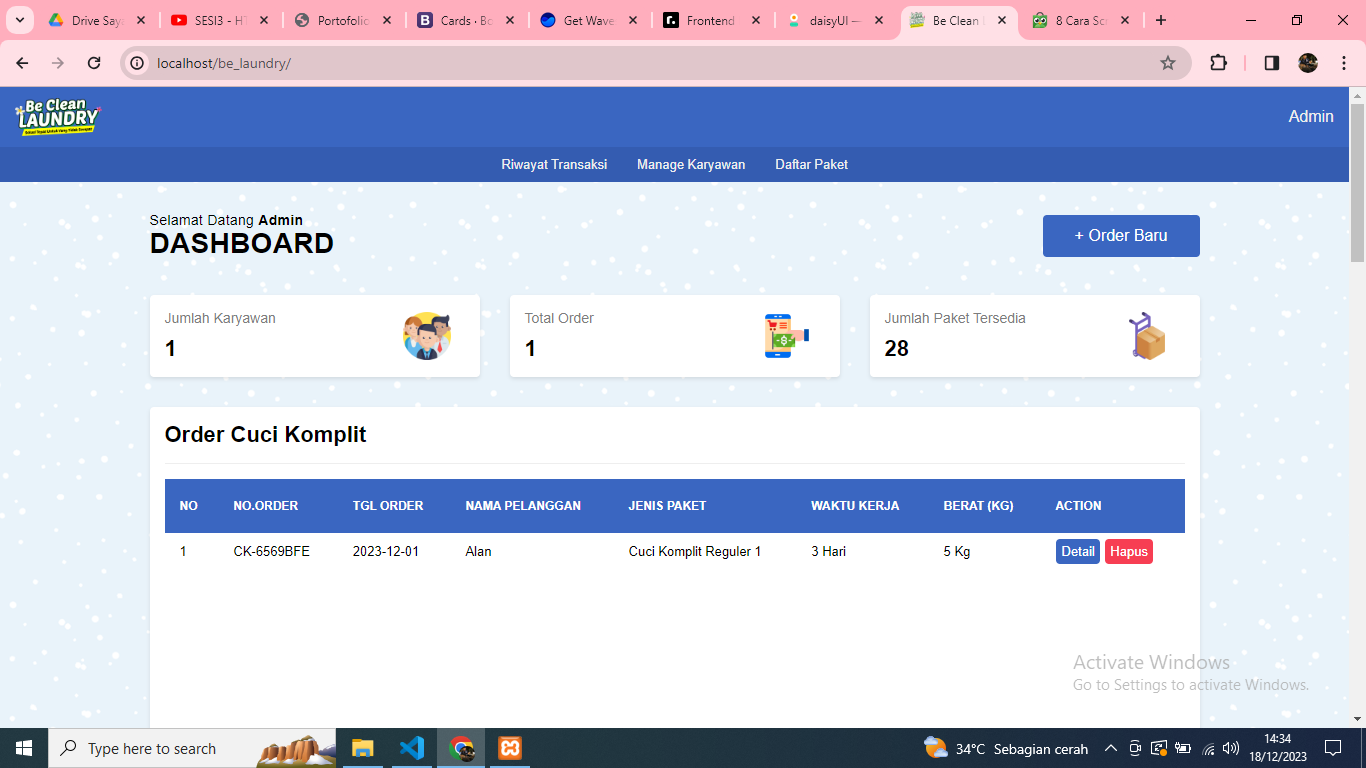 Drive Saya
SESI3 - HT
Portofolio
Cards · Bo
Get Wave
Frontend
daisyUI —
Be Clean L
8 Cara Scr
localhost/be_laundry/
Be Clean
LAUNDRY
Admin
Riwayat Transaksi
Manage Karyawan
Daftar Paket
Selamat Datang Admin
DASHBOARD
+ Order Baru
Jumlah Karyawan
1
Total Order
1
Jumlah Paket Tersedia
28
Order Cuci Komplit
NO NO.ORDER TGL ORDER NAMA PELANGGAN JENIS PAKET WAKTU KERJA BERAT (KG) ACTION
1 CK-6569BFE 2023-12-01 Alan Cuci Komplit Reguler 1 3 Hari 5 Kg Detail Hapus
Activate Windows
Go to Settings to activate Windows.
Type here to search
34°C Sebagian cerah
14:34
18/12/2023